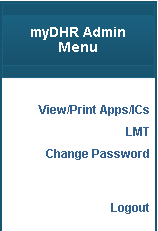 myDHR Admin
Menu
View/Print Apps/ICs
LMT
Change Password
Logout